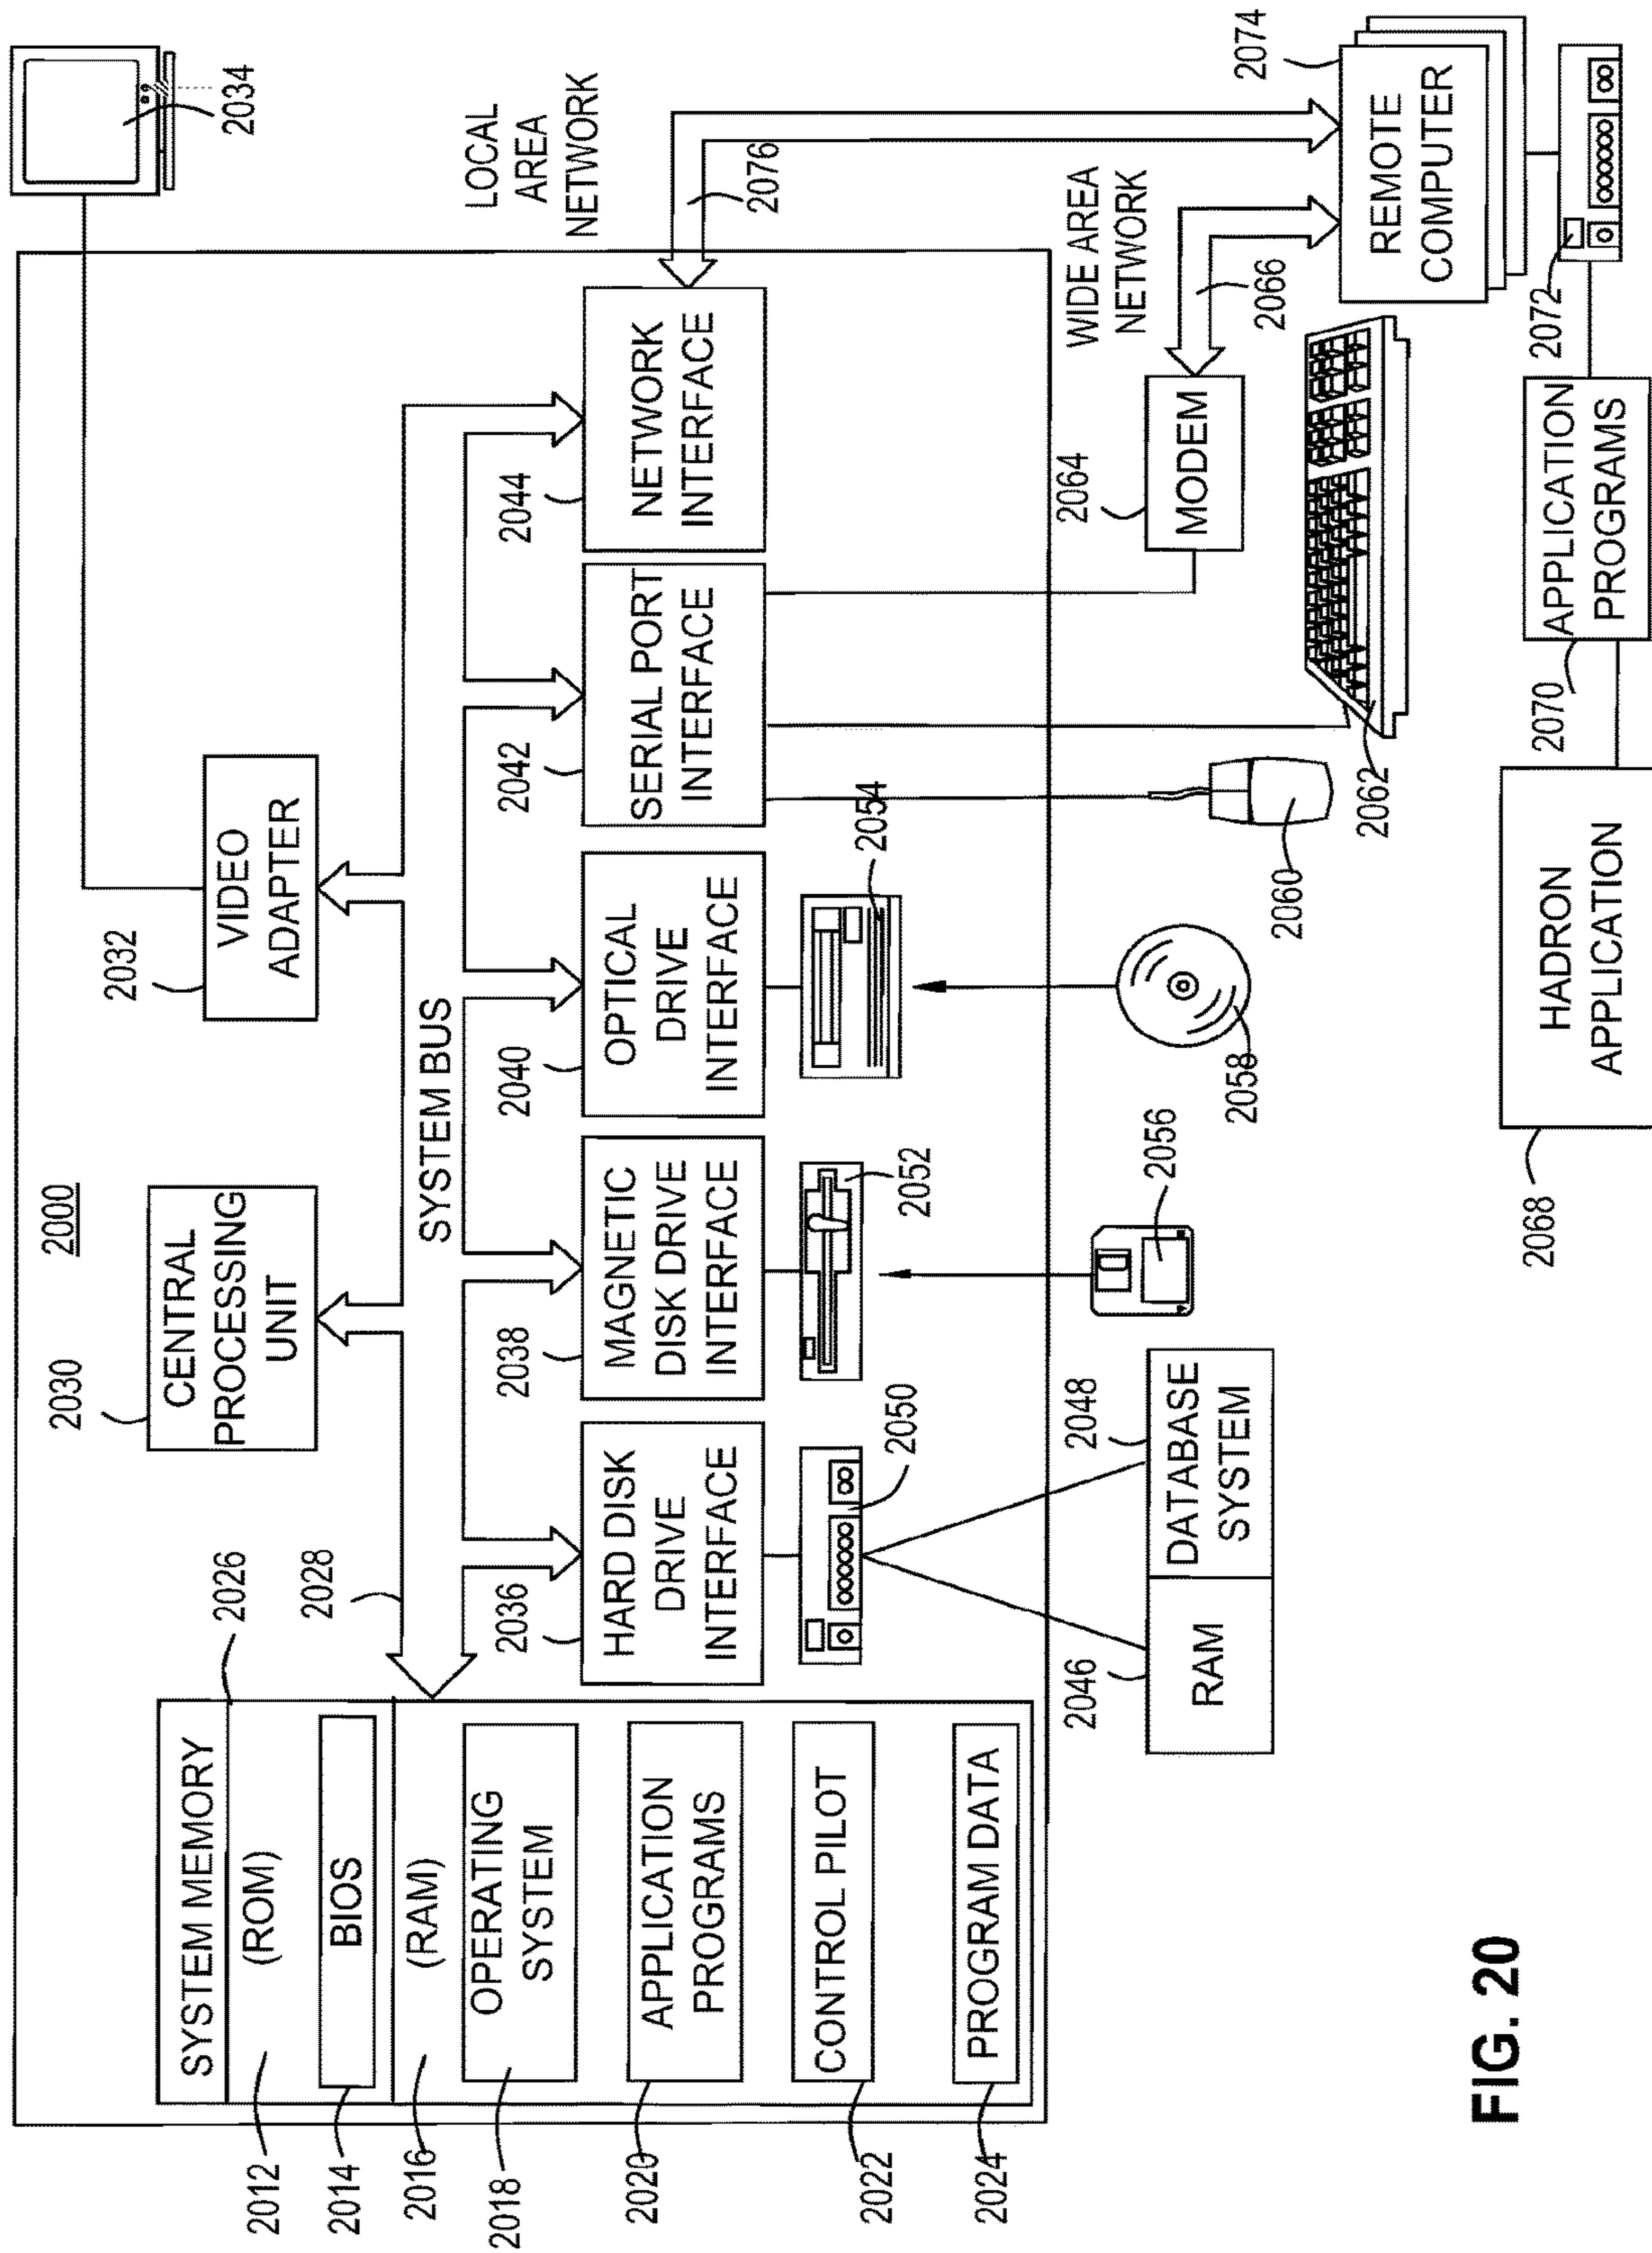 2000
2034
2030
CENTRAL
PROCESSING
UNIT
2032
VIDEO
ADAPTER
SYSTEM MEMORY
2026
(ROM)
2012
BIOS
2014
(RAM)
2016
OPERATING
SYSTEM
2018
APPLICATION
PROGRAMS
2020
CONTROL PILOT
2022
PROGRAM DATA
2024
2028
SYSTEM BUS
2036
HARD DISK
DRIVE
INTERFACE
2038
MAGNETIC
DISK DRIVE
INTERFACE
2040
OPTICAL
DRIVE
INTERFACE
2042
SERIAL PORT
INTERFACE
2044
NETWORK
INTERFACE
LOCAL
AREA
NETWORK
2076
2050
2052
2054
2046
RAM
2048
DATABASE
SYSTEM
2056
2058
2060
2062
2064
MODEM
WIDE AREA
NETWORK
2066
2074
REMOTE
COMPUTER
2068
HADRON
APPLICATION
2070
APPLICATION
PROGRAMS
2072
FIG. 20